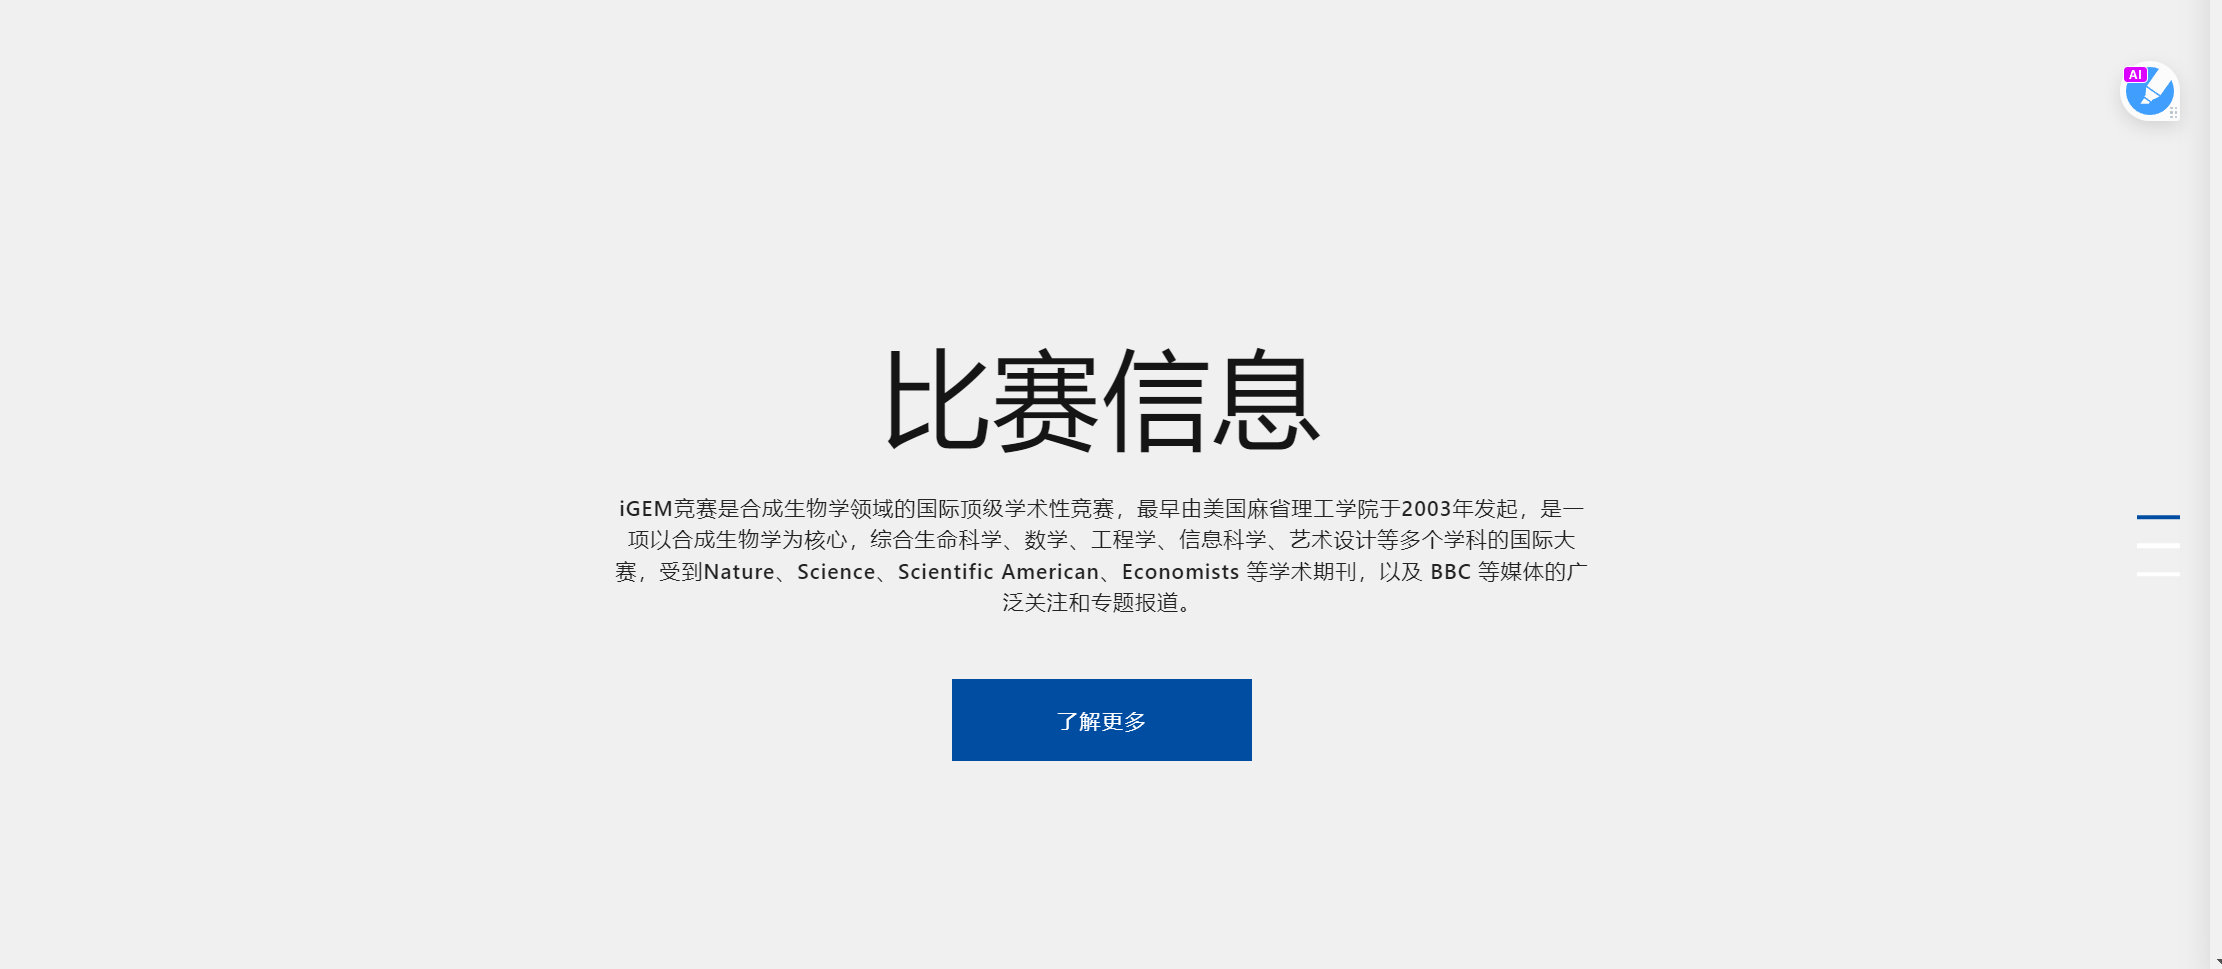 AI
比赛信息
iGEM竞赛是合成生物学领域的国际顶级学术性竞赛，最早由美国麻省理工学院于2003年发起，是一
项以合成生物学为核心，综合生命科学、数学、工程学、信息科学、艺术设计等多个学科的国际大
赛，受到Nature、Science、Scientific American、Economists 等学术期刊，以及 BBC 等媒体的广
泛关注和专题报道。
了解更多